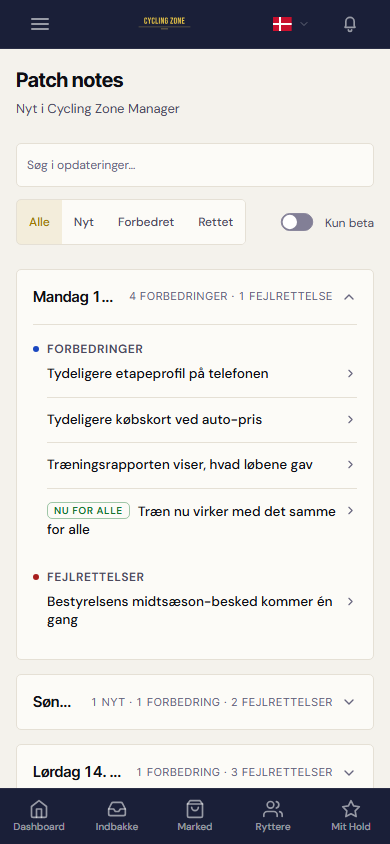 CYCLING ZONE
Patch notes
Nyt i Cycling Zone Manager
Søg i opdateringer...
Alle Nyt Forbedret Rettet Kun beta
Mandag 1... 4 FORBEDRINGER · 1 FEJLRETTELSE
FORBEDRINGER
Tydeligere etapeprofil på telefonen
Tydeligere købskort ved auto-pris
Træningsrapporten viser, hvad løbene gav
NU FOR ALLE Træn nu virker med det samme
for alle
FEJLRETTELSER
Bestyrelsens midtsæson-besked kommer én
gang
Søn... 1 NYT · 1 FORBEDRING · 2 FEJLRETTELSER
Lørdag 14. ... 1 FORBEDRING · 3 FEJLRETTELSER
Dashboard Indbakke Marked Ryttere Mit Hold